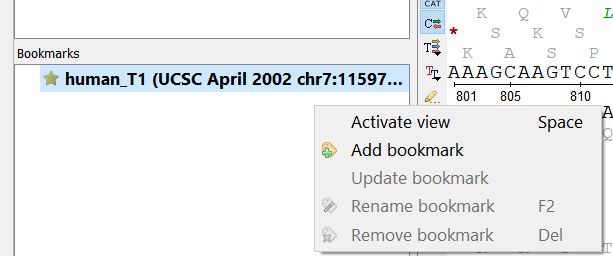 Bookmarks
human_T1 (UCSC April 2002 chr7:11597...
CAT
C
T
T
K Q V L
* S K S
K A S P
AAAGCAAGTCCT
801 805 810
Activate view Space
Add bookmark
Update bookmark
Rename bookmark F2
Remove bookmark Del